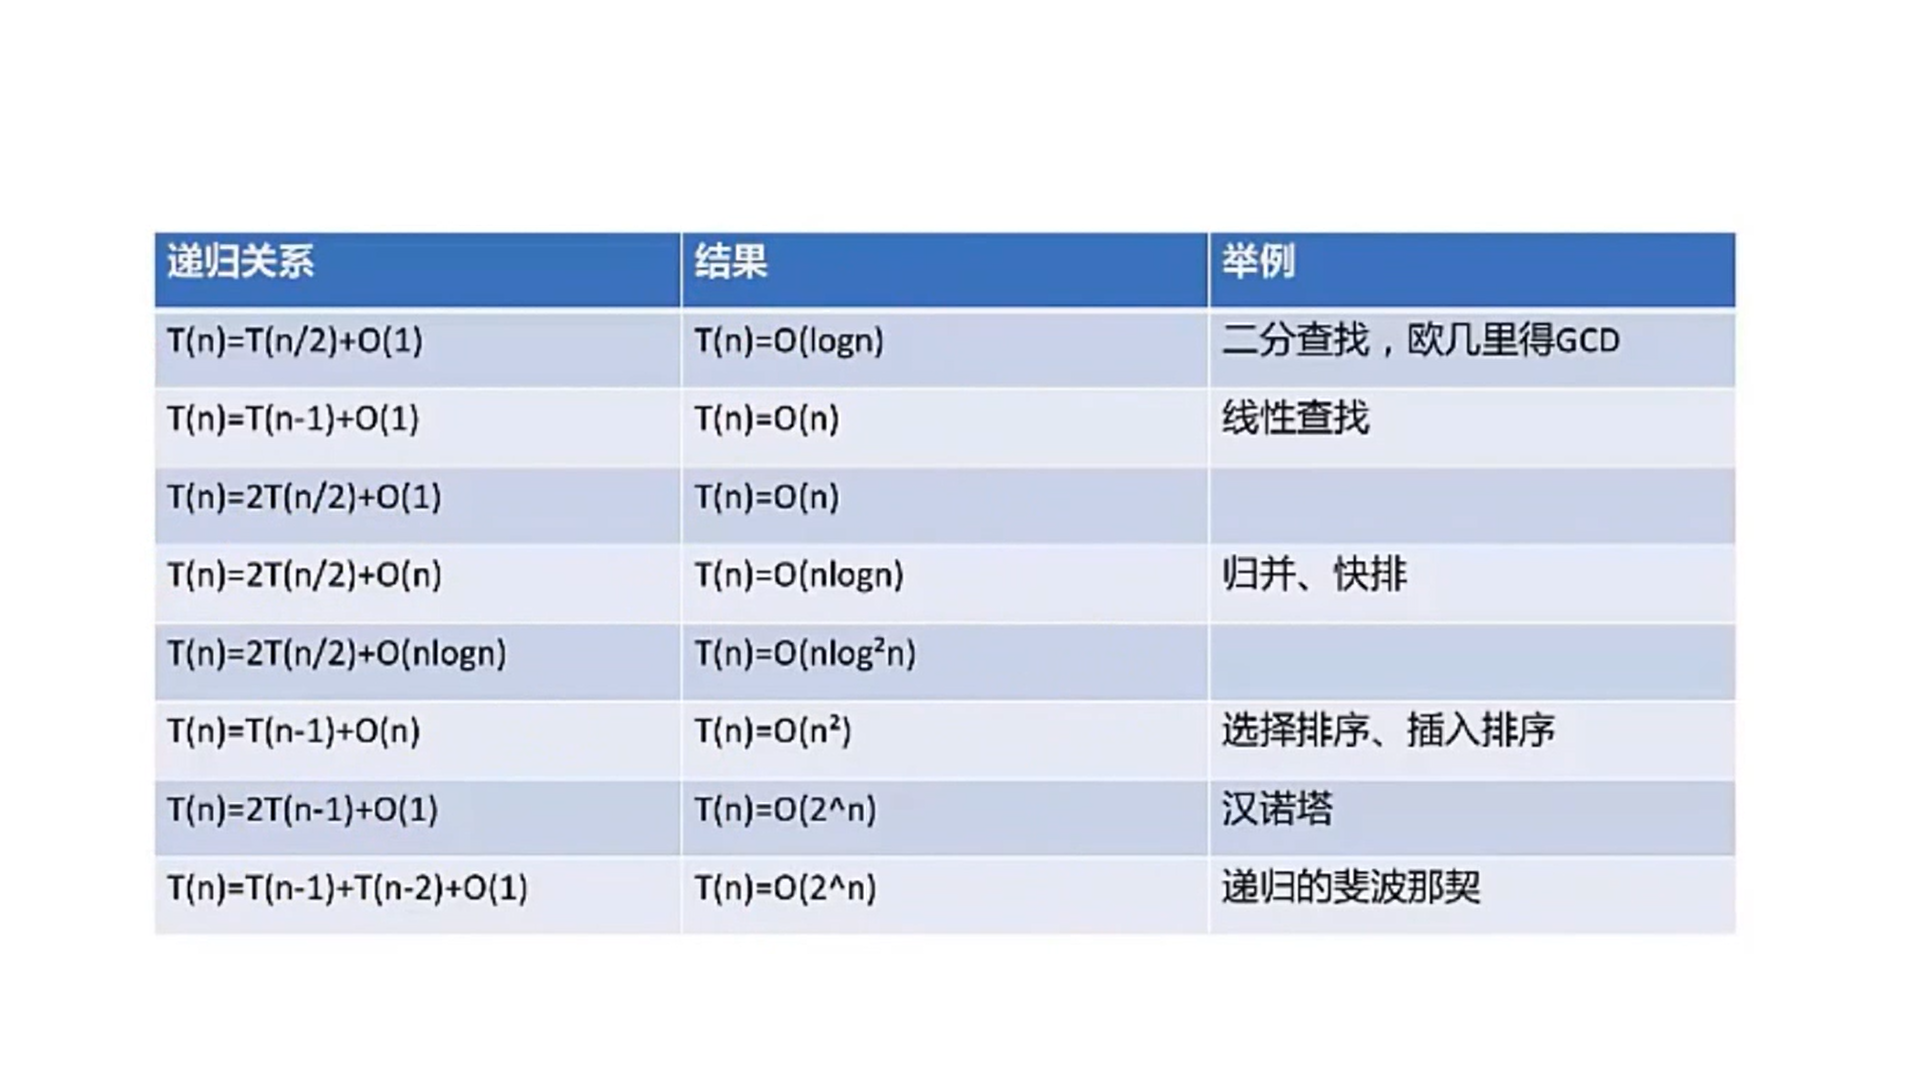 递归关系 结果 举例
T(n)=T(n/2)+O(1) T(n)=O(logn) 二分查找，欧几里得GCD
T(n)=T(n-1)+O(1) T(n)=O(n) 线性查找
T(n)=2T(n/2)+O(1) T(n)=O(n)
T(n)=2T(n/2)+O(n) T(n)=O(nlogn) 归并、快排
T(n)=2T(n/2)+O(nlogn) T(n)=O(nlog²n)
T(n)=T(n-1)+O(n) T(n)=O(n²) 选择排序、插入排序
T(n)=2T(n-1)+O(1) T(n)=O(2^n) 汉诺塔
T(n)=T(n-1)+T(n-2)+O(1) T(n)=O(2^n) 递归的斐波那契